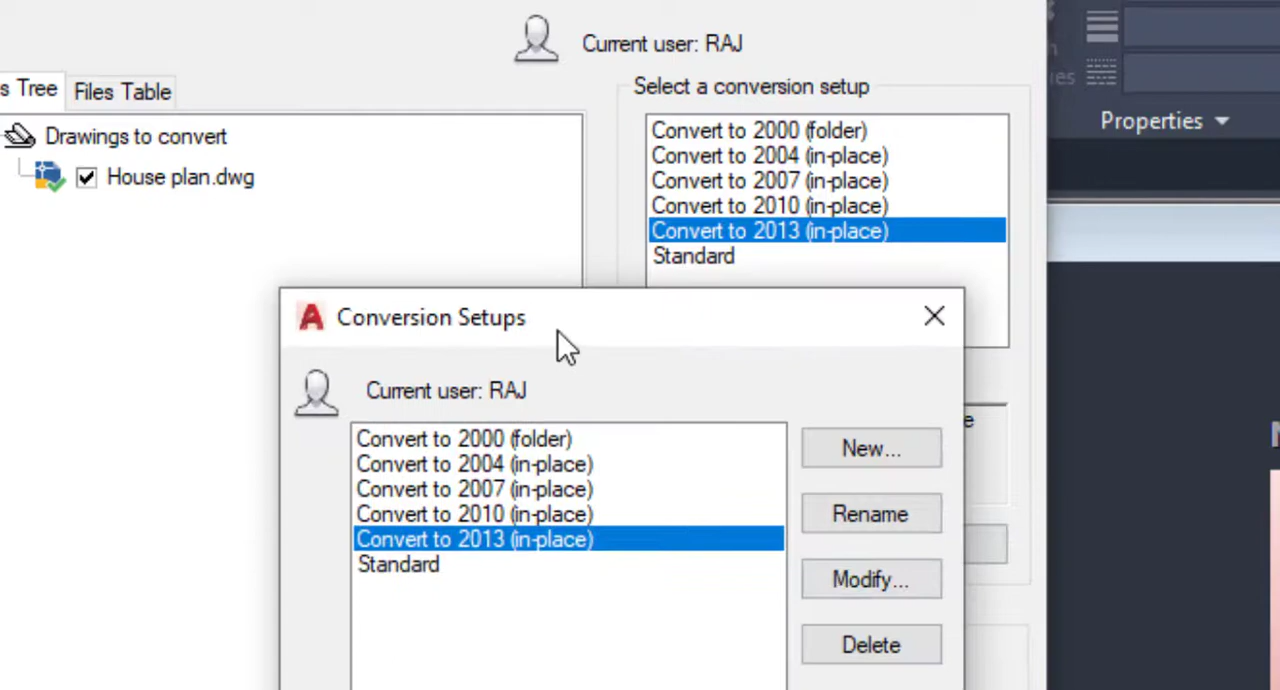 Current user: RAJ
s Tree
Files Table
Select a conversion setup
Properties
Drawings to convert
House plan.dwg
Convert to 2000 (folder)
Convert to 2004 (in-place)
Convert to 2007 (in-place)
Convert to 2010 (in-place)
Convert to 2013 (in-place)
Standard
Conversion Setups
Current user: RAJ
Convert to 2000 (folder)
Convert to 2004 (in-place)
Convert to 2007 (in-place)
Convert to 2010 (in-place)
Convert to 2013 (in-place)
Standard
New...
Rename
Modify...
Delete